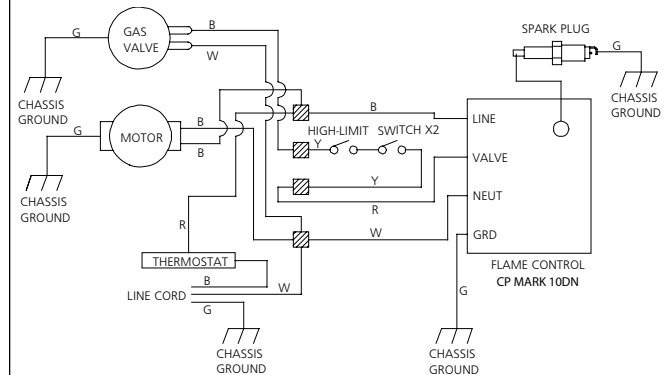 G
GAS
VALVE
B
W
SPARK PLUG
G
CHASSIS
GROUND
CHASSIS
GROUND
G
MOTOR
B
B
B
LINE
HIGH-LIMIT
SWITCH X2
Y
VALVE
CHASSIS
GROUND
Y
R
NEUT
R
W
GRD
THERMOSTAT
FLAME CONTROL
CP MARK 10DN
B
LINE CORD
W
G
G
CHASSIS
GROUND
CHASSIS
GROUND